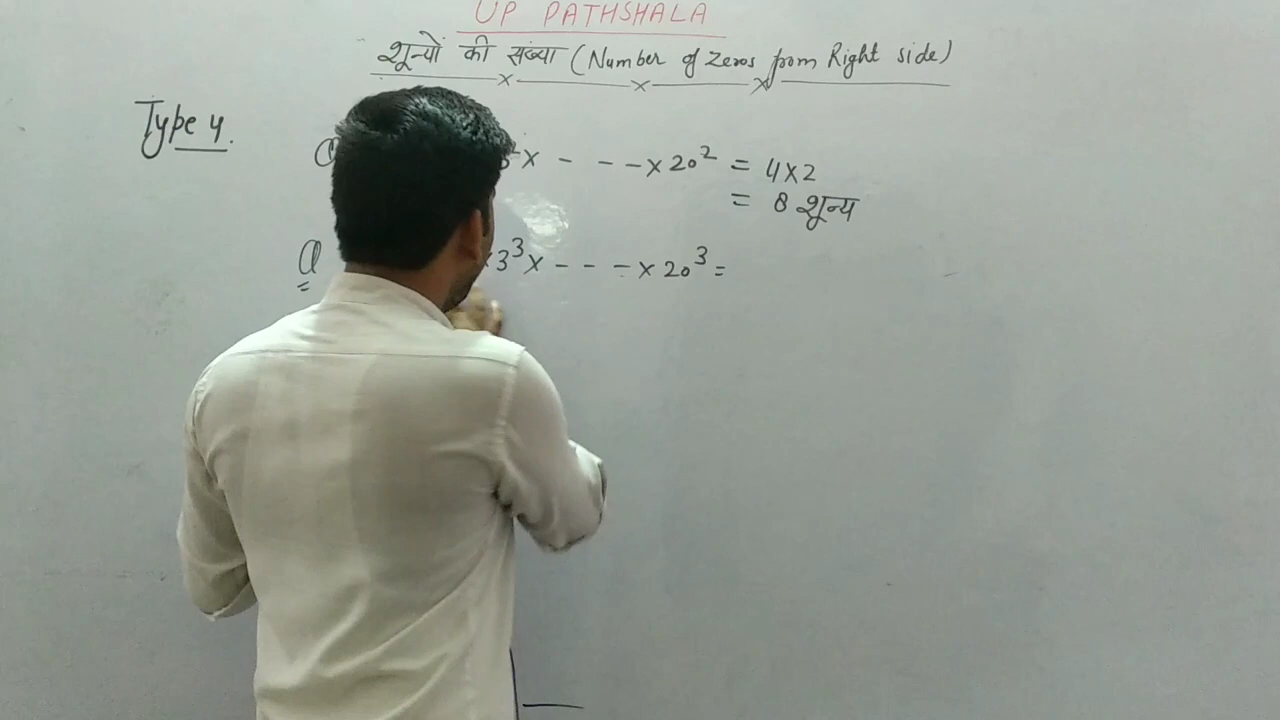 UP PATHSHALA
शून्यों की संख्या (Number of Zeros from Right side)
Type 4.
x - - - x 20² = 4x2
= 8 शून्य
Q 3³x - - - x 20³ =